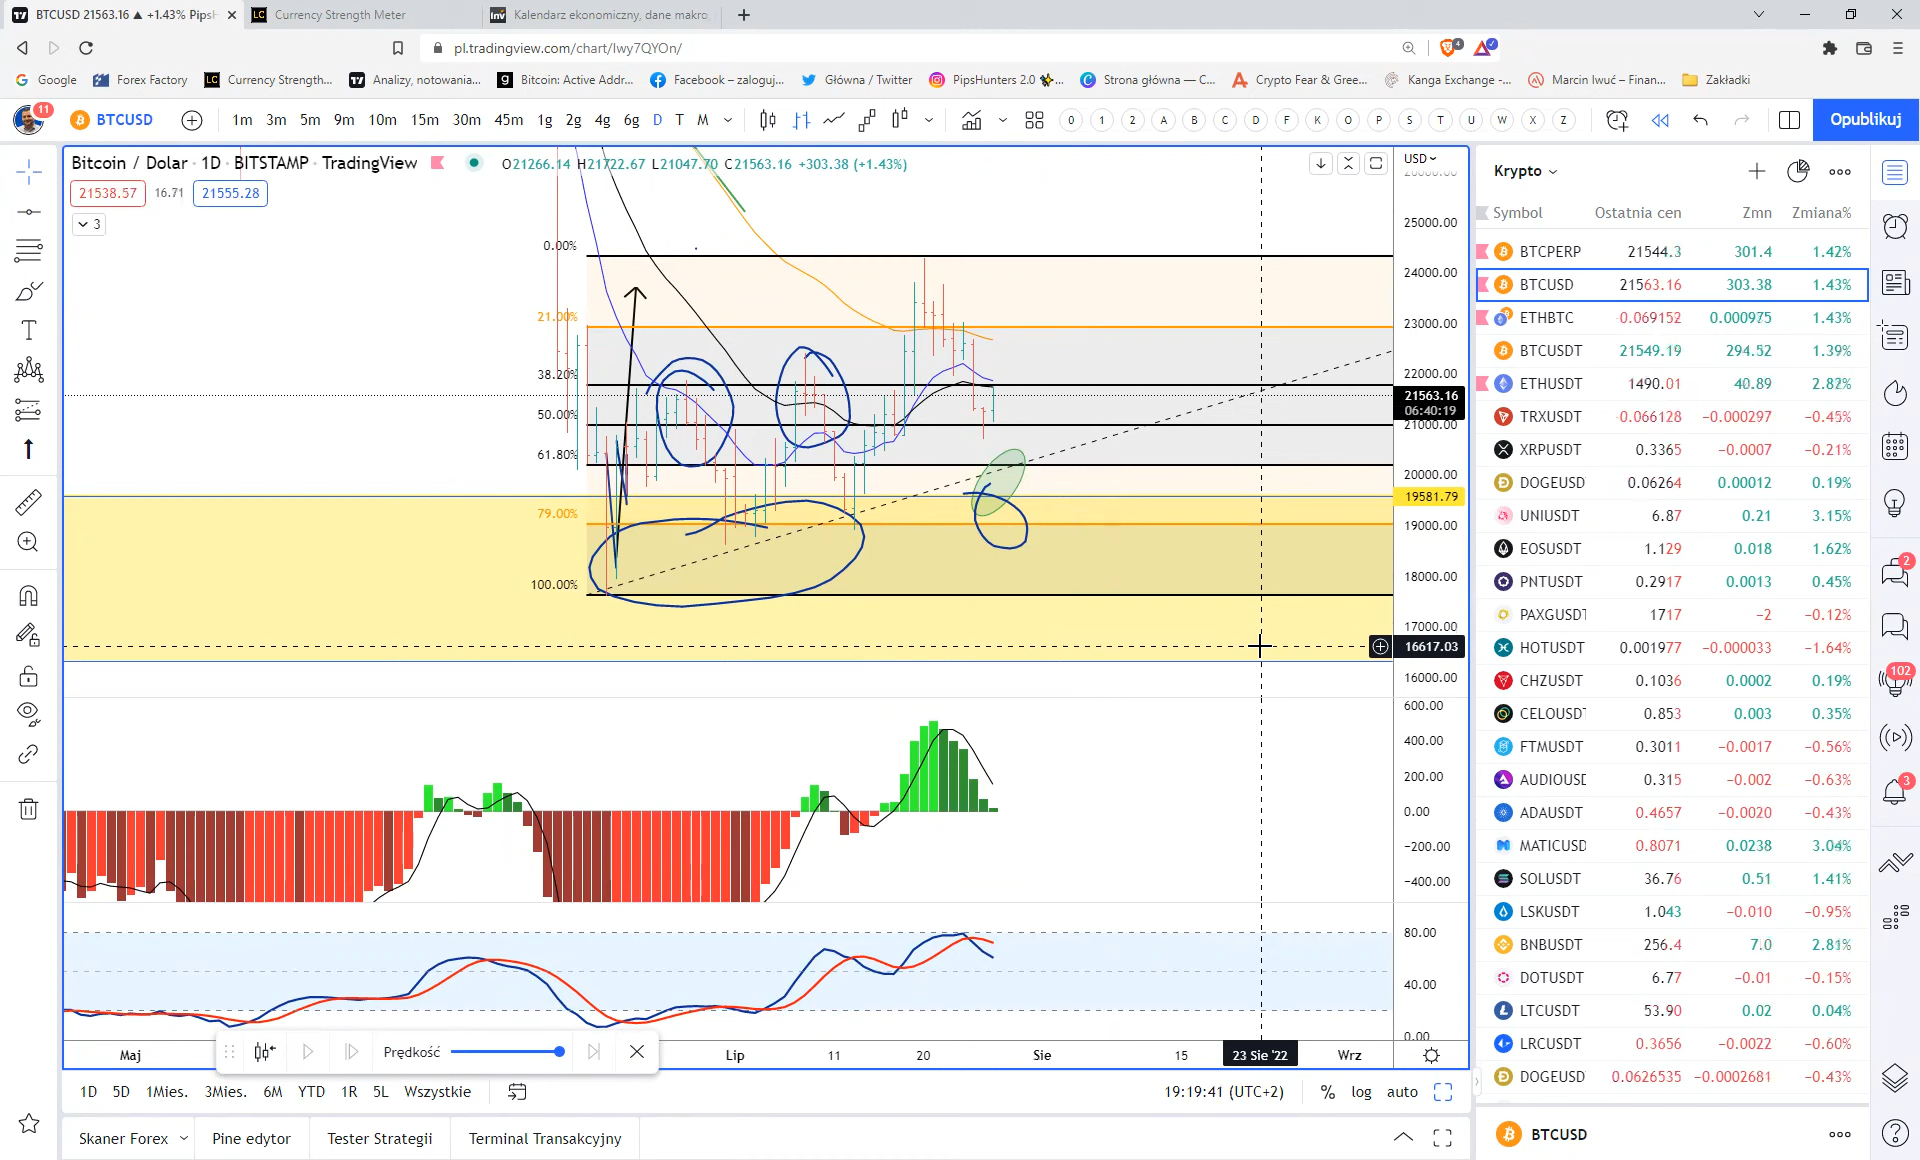 BTCUSD 21563.16 ▲ +1.43% PipsH
Currency Strength Meter
Kalendarz ekonomiczny, dane makro,
pl.tradingview.com/chart/Iwy7QYOn/
Google
Forex Factory
Currency Strength...
Analizy, notowania...
Bitcoin: Active Addr...
Facebook – zaloguj...
Główna / Twitter
PipsHunters 2.0
Strona główna — C...
Crypto Fear & Gree...
Kanga Exchange -...
Marcin Iwuć – Finan...
Zakładki
11
BTCUSD
1m 3m 5m 9m 10m 15m 30m 45m 1g 2g 4g 6g D T M
0 1 2 A B C D F K O P S T U W X Z
Opublikuj
Bitcoin / Dolar · 1D · BITSTAMP · TradingView
O21266.14 H21722.67 L21047.70 C21563.16 +303.38 (+1.43%)
21538.57 16.71 21555.28
3
USD
25000.00
24000.00
23000.00
22000.00
21563.16
06:40:19
21000.00
20000.00
19581.79
19000.00
18000.00
17000.00
16617.03
16000.00
0.00%
21.00%
38.20%
50.00%
61.80%
79.00%
100.00%
600.00
400.00
200.00
0.00
−200.00
−400.00
80.00
40.00
0.00
Maj Lip 11 20 Sie 15 23 Sie '22 Wrz
Prędkość
1D 5D 1Mies. 3Mies. 6M YTD 1R 5L Wszystkie
19:19:41 (UTC+2) % log auto
Skaner Forex Pine edytor Tester Strategii Terminal Transakcyjny
Krypto
Symbol Ostatnia cen Zmn Zmiana%
BTCPERP 21544.3 301.4 1.42%
BTCUSD 21563.16 303.38 1.43%
ETHBTC 0.069152 0.000975 1.43%
BTCUSDT 21549.19 294.52 1.39%
ETHUSDT 1490.01 40.89 2.82%
TRXUSDT 0.066128 −0.000297 −0.45%
XRPUSDT 0.3365 −0.0007 −0.21%
DOGEUSD 0.06264 0.00012 0.19%
UNIUSDT 6.87 0.21 3.15%
EOSUSDT 1.129 0.018 1.62%
PNTUSDT 0.2917 0.0013 0.45%
PAXGUSDT 1717 −2 −0.12%
HOTUSDT 0.001977 −0.000033 −1.64%
CHZUSDT 0.1036 0.0002 0.19%
CELOUSDT 0.853 0.003 0.35%
FTMUSDT 0.3011 −0.0017 −0.56%
AUDIOUSD 0.315 −0.002 −0.63%
ADAUSDT 0.4657 −0.0020 −0.43%
MATICUSD 0.8071 0.0238 3.04%
SOLUSDT 36.76 0.51 1.41%
LSKUSDT 1.043 −0.010 −0.95%
BNBUSDT 256.4 7.0 2.81%
DOTUSDT 6.77 −0.01 −0.15%
LTCUSDT 53.90 0.02 0.04%
LRCUSDT 0.3656 −0.0022 −0.60%
DOGEUSD 0.0626535 −0.0002681 −0.43%
BTCUSD
2
102
3